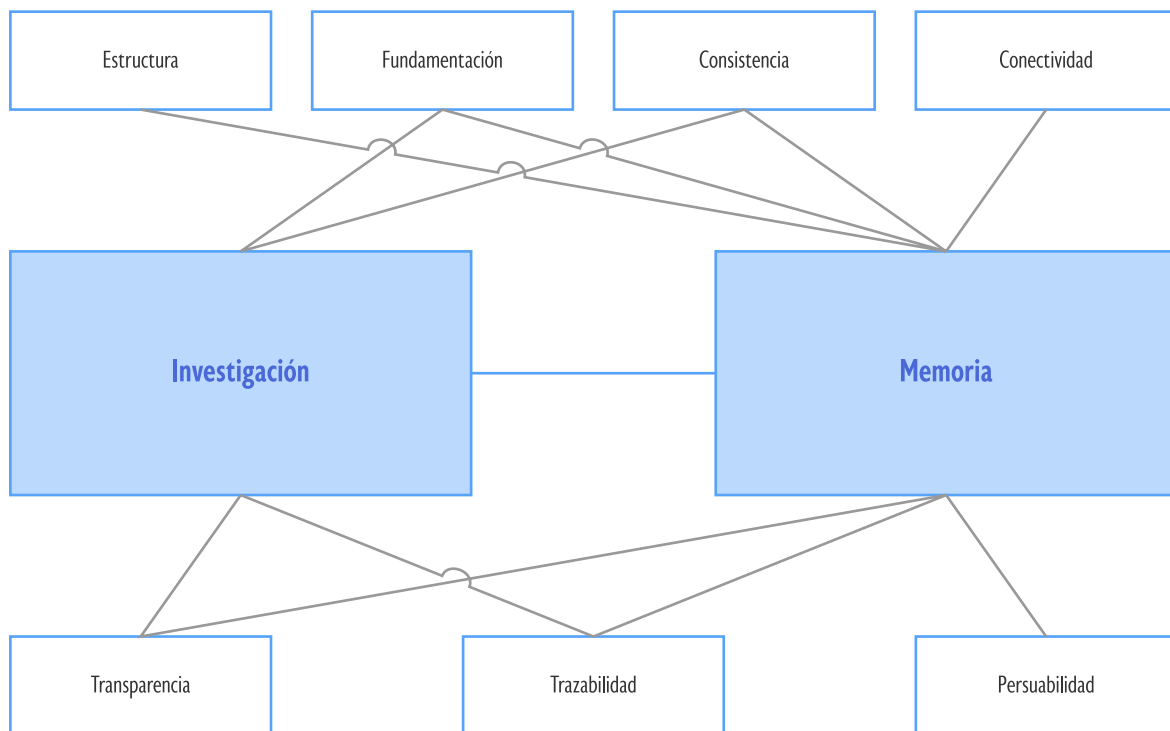 Estructura
Fundamentación
Consistencia
Conectividad
Investigación
Memoria
Transparencia
Trazabilidad
Persuabilidad